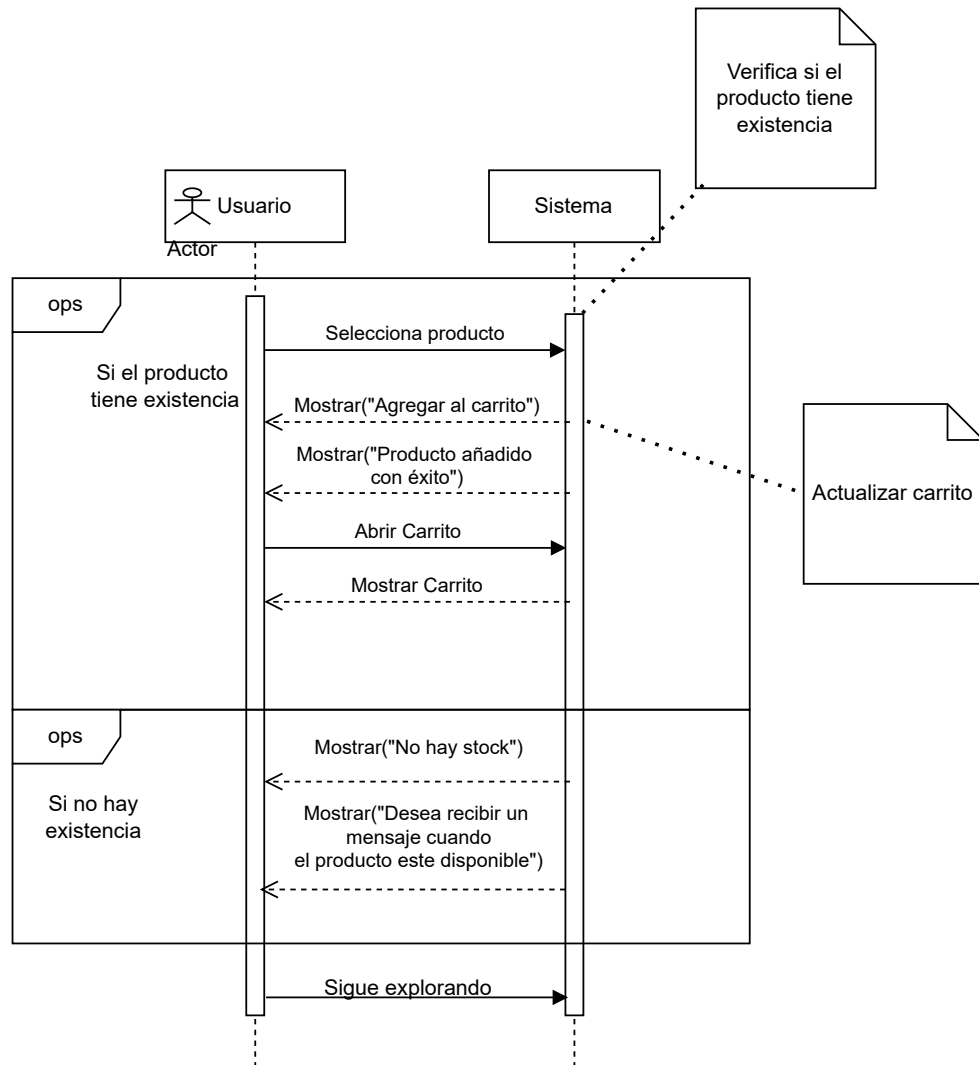 Verifica si el
producto tiene
existencia
Usuario
Actor
Sistema
ops
Selecciona producto
Si el producto
tiene existencia
Mostrar("Agregar al carrito")
Mostrar("Producto añadido
con éxito")
Actualizar carrito
Abrir Carrito
Mostrar Carrito
ops
Mostrar("No hay stock")
Si no hay
existencia
Mostrar("Desea recibir un
mensaje cuando
el producto este disponible")
Sigue explorando